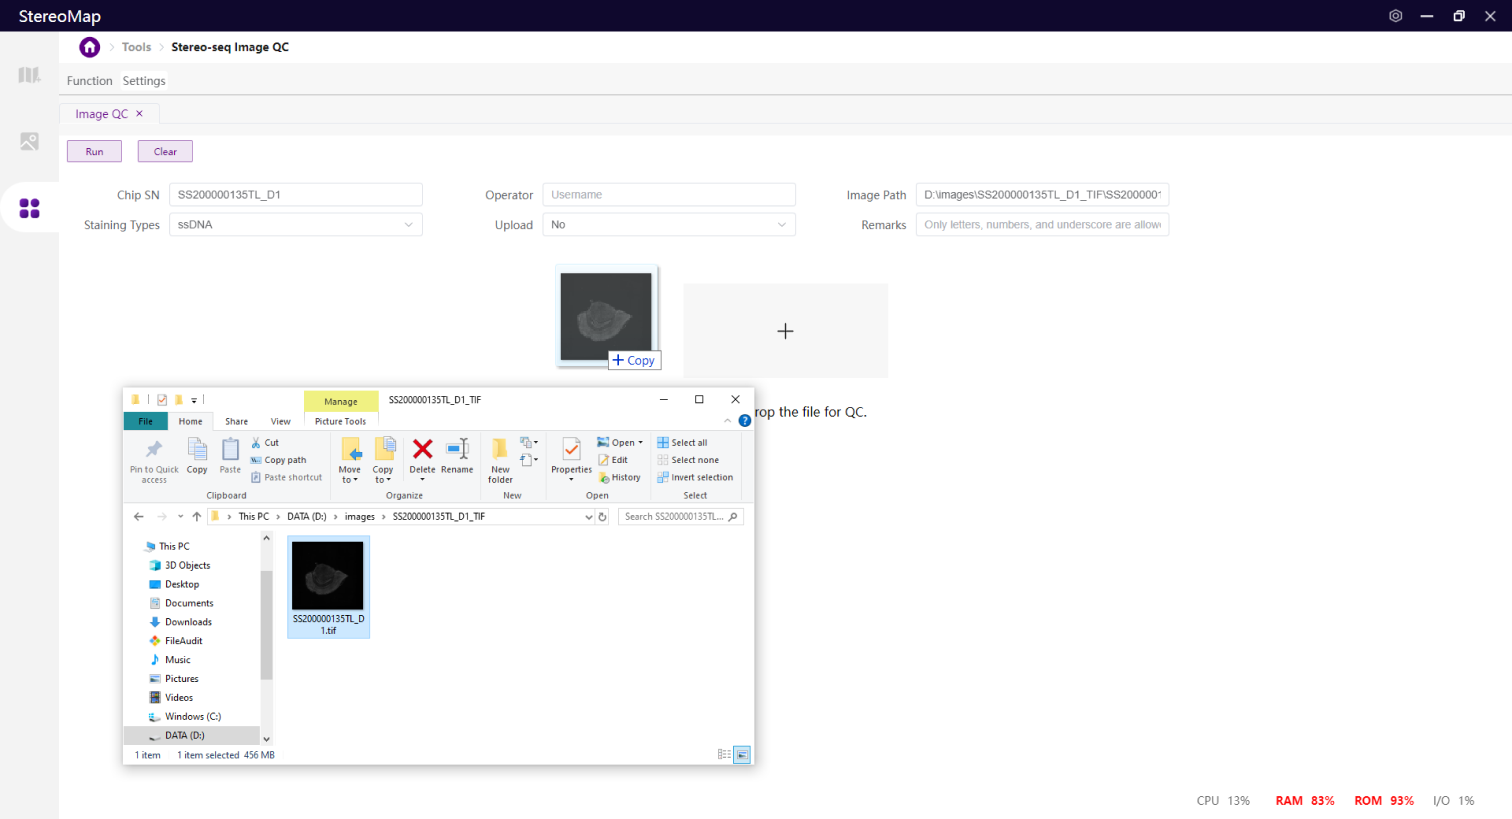 StereoMap
Tools
Stereo-seq Image QC
Function Settings
Image QC ×
Run Clear
Chip SN SS200000135TL_D1 Operator Username Image Path D:\images\SS200000135TL_D1_TIF\SS2000001
Staining Types ssDNA Upload No Remarks Only letters, numbers, and underscore are allowe
+ Copy
Manage SS200000135TL_D1_TIF
rop the file for QC.
File Home Share View Picture Tools
Pin to Quick access
Copy
Paste
Cut
Copy path
Paste shortcut
Move to
Copy to
Delete
Rename
New folder
Properties
Open
Edit
History
Select all
Select none
Invert selection
Clipboard Organize New Open Select
This PC > DATA (D:) > images > SS200000135TL_D1_TIF
Search SS200000135TL...
This PC
3D Objects
Desktop
Documents
Downloads
FileAudit
Music
Pictures
Videos
Windows (C:)
DATA (D:)
SS200000135TL_D
1.tif
1 item 1 item selected 456 MB
CPU 13% RAM 83% ROM 93% I/O 1%